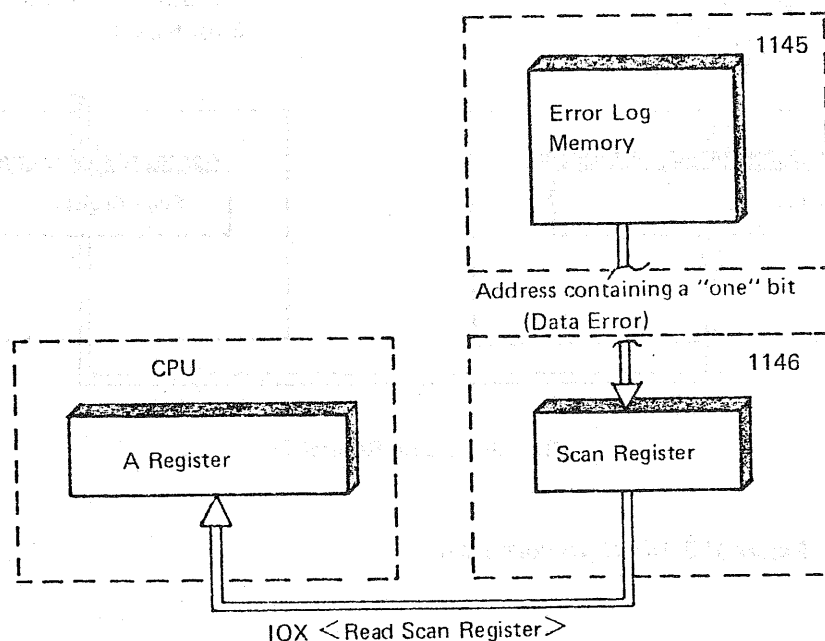 1145
Error Log
Memory
Address containing a "one" bit
(Data Error)
CPU
1146
A Register
Scan Register
IOX <Read Scan Register>